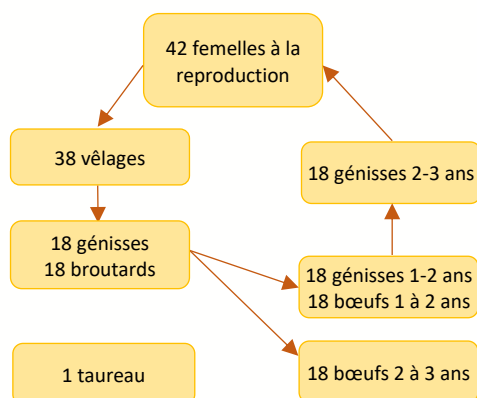 42 femelles à la
reproduction
38 vêlages
18 génisses 2-3 ans
18 génisses
18 broutards
18 génisses 1-2 ans
18 bœufs 1 à 2 ans
1 taureau
18 bœufs 2 à 3 ans